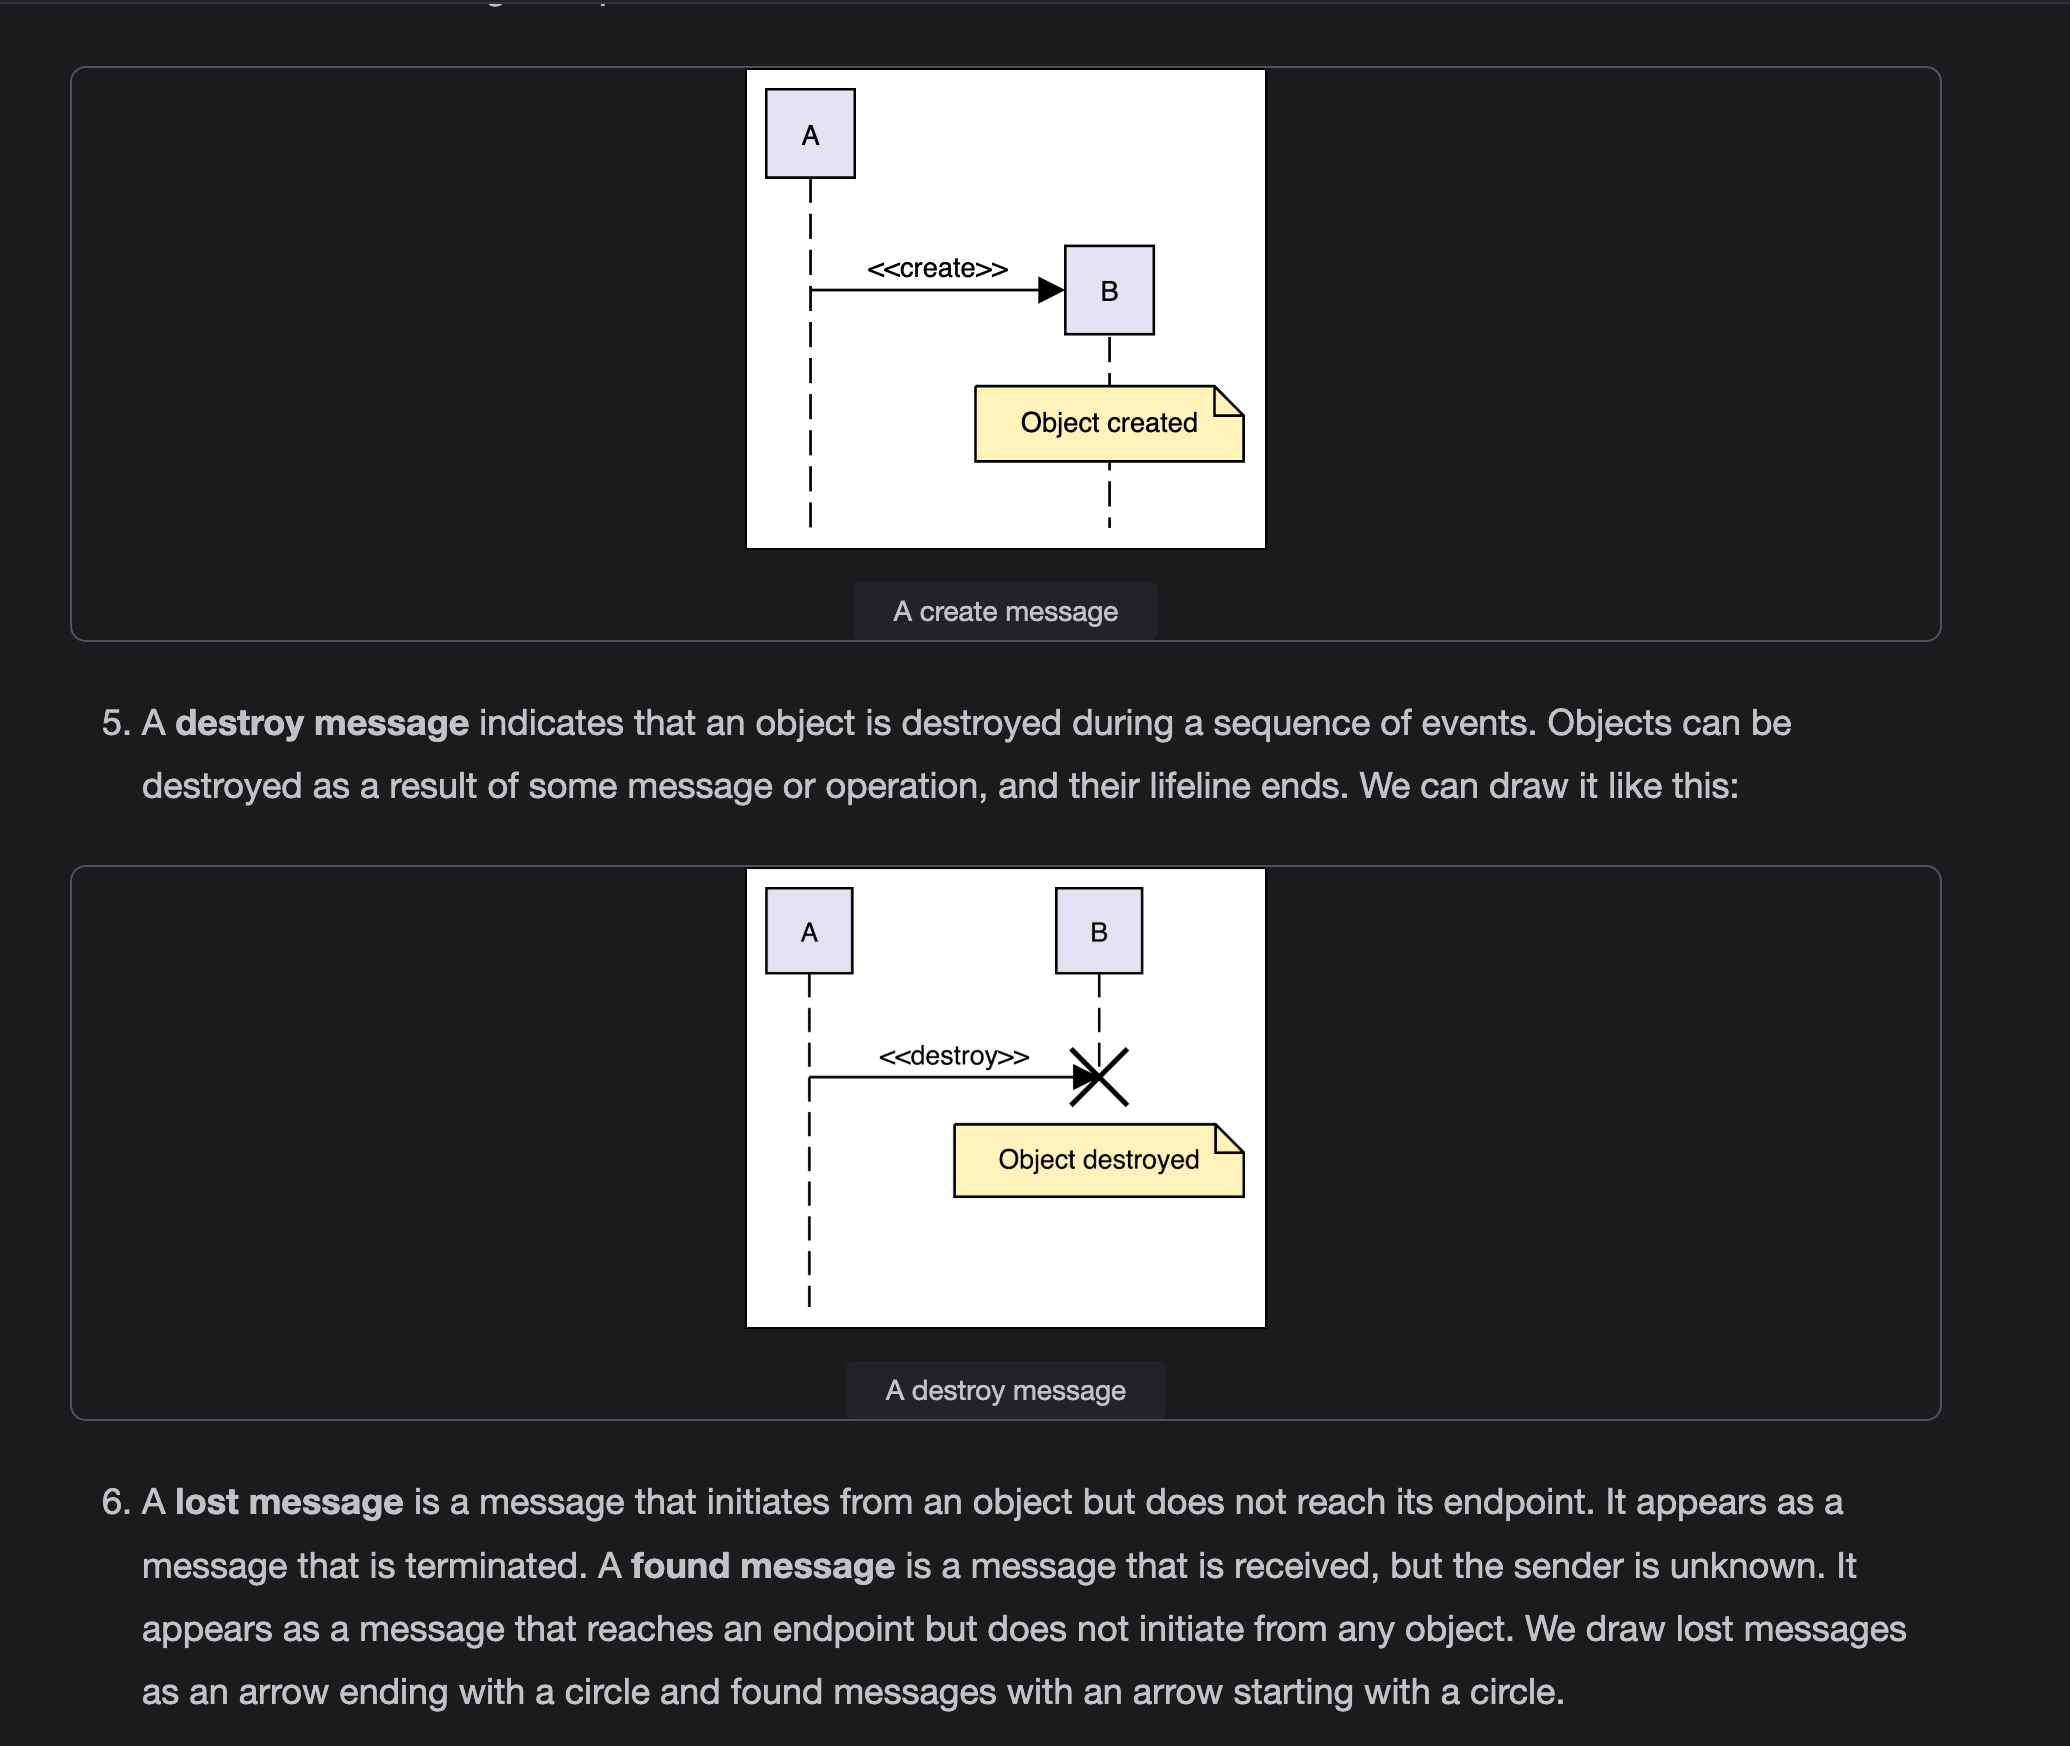 A
<<create>>
B
Object created
A create message
5. A destroy message indicates that an object is destroyed during a sequence of events. Objects can be
destroyed as a result of some message or operation, and their lifeline ends. We can draw it like this:
A
B
<<destroy>>
Object destroyed
A destroy message
6. A lost message is a message that initiates from an object but does not reach its endpoint. It appears as a
message that is terminated. A found message is a message that is received, but the sender is unknown. It
appears as a message that reaches an endpoint but does not initiate from any object. We draw lost messages
as an arrow ending with a circle and found messages with an arrow starting with a circle.